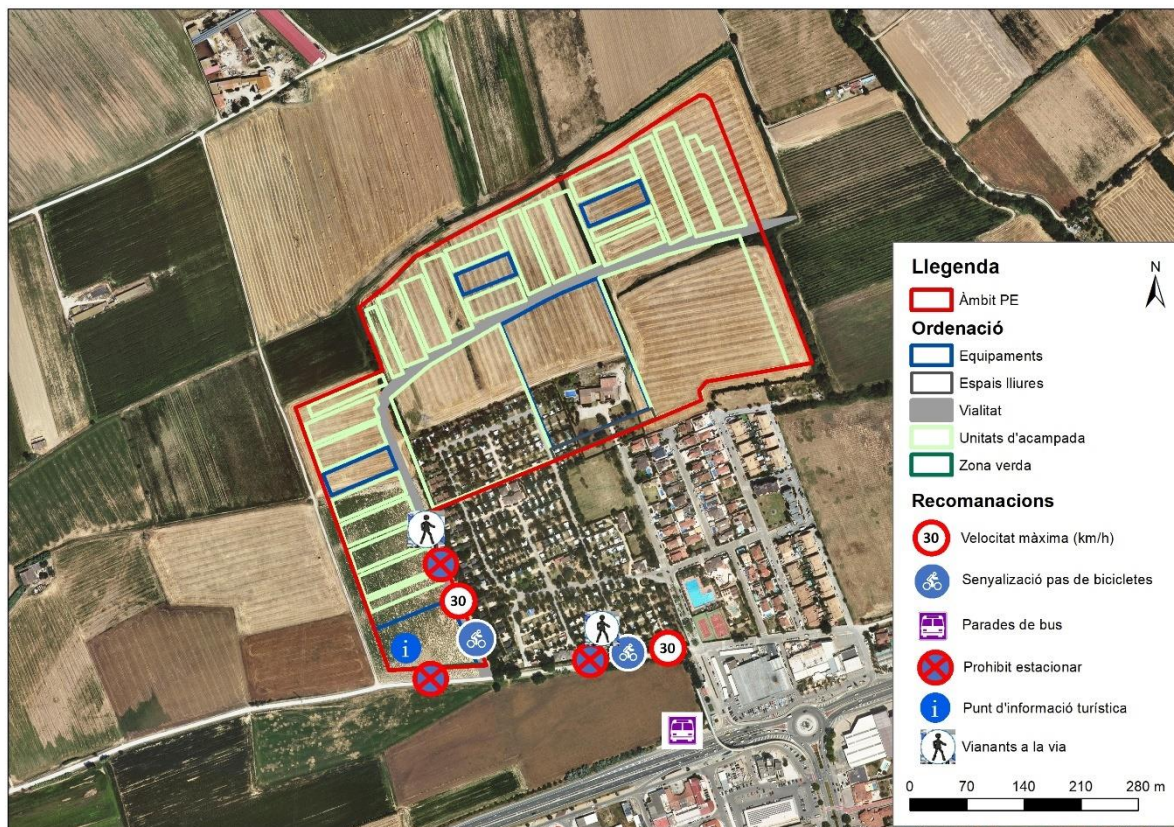 30
i
30
Llegenda
N
Àmbit PE
Ordenació
Equipaments
Espais lliures
Vialitat
Unitats d'acampada
Zona verda
Recomanacions
30 Velocitat màxima (km/h)
Senyalització pas de bicicletes
Parades de bus
Prohibit estacionar
i Punt d'informació turística
Vianants a la via
0 70 140 210 280 m